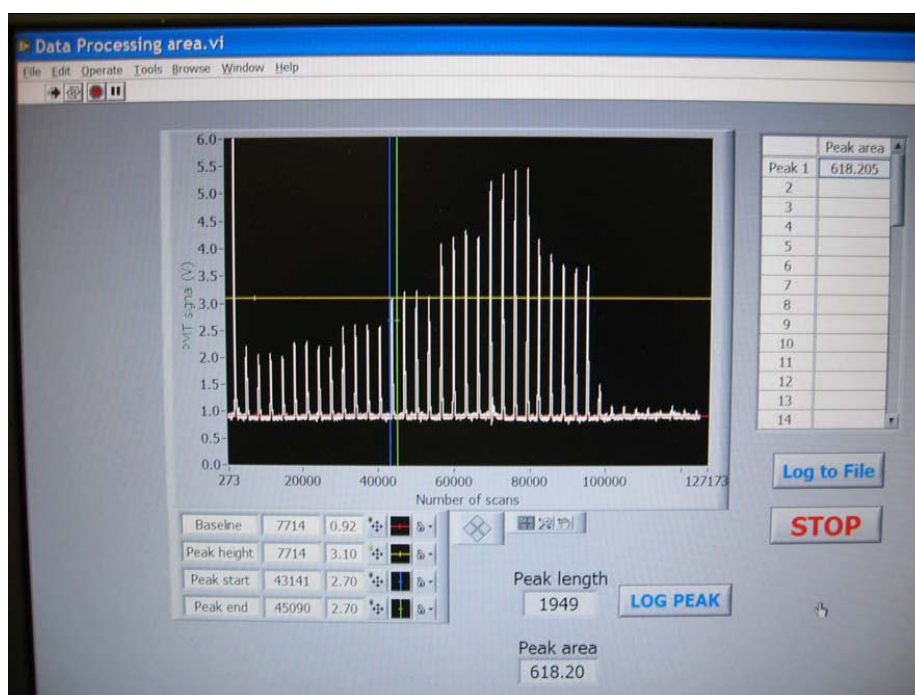 Data Processing area.vi
File Edit Operate Tools Browse Window Help
6.0
5.5
5.0
4.5
4.0
3.5
3.0
2.5
2.0
1.5
1.0
0.5
0.0
PMT signal (V)
273 20000 40000 60000 80000 100000 127173
Number of scans
Peak area
Peak 1 618.205
2
3
4
5
6
7
8
9
10
11
12
13
14
Log to File
STOP
Baseline 7714 0.92
Peak height 7714 3.10
Peak start 43141 2.70
Peak end 45090 2.70
Peak length
1949
LOG PEAK
Peak area
618.20